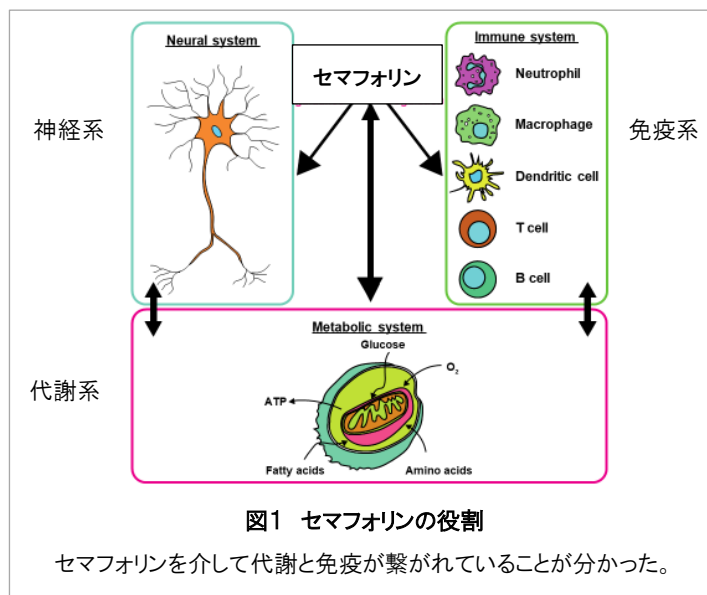 Neural system
セマフォリン
Immune system
Neutrophil
Macrophage
Dendritic cell
T cell
B cell
神経系
免疫系
代謝系
Metabolic system
Glucose
O₂
ATP
Fatty acids
Amino acids
図1 セマフォリンの役割
セマフォリンを介して代謝と免疫が繋がれていることが分かった。